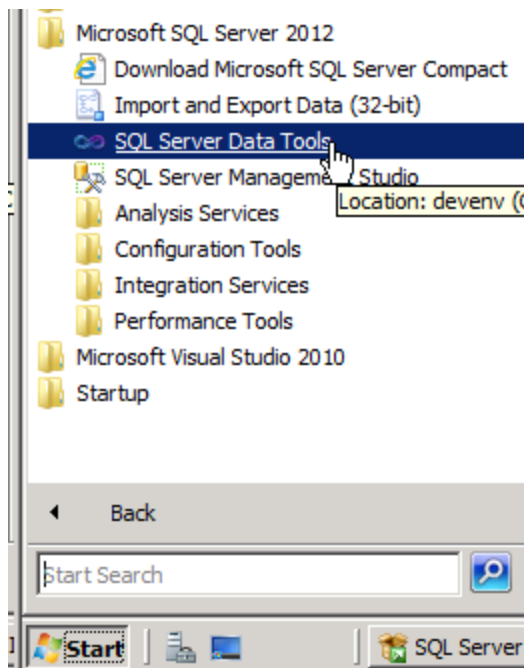 Microsoft SQL Server 2012
Download Microsoft SQL Server Compact
Import and Export Data (32-bit)
SQL Server Data Tools
SQL Server Management Studio
Location: devenv (
Analysis Services
Configuration Tools
Integration Services
Performance Tools
Microsoft Visual Studio 2010
Startup
Back
Start Search
Start
SQL Server